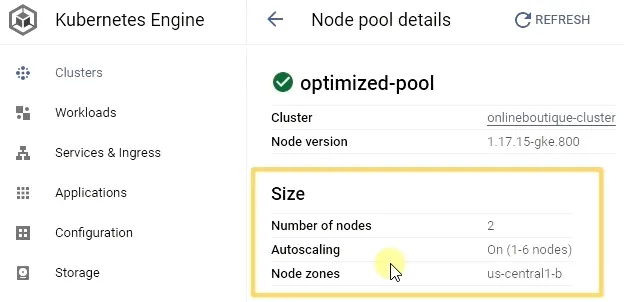 Kubernetes Engine
Node pool details
REFRESH
Clusters
Workloads
Services & Ingress
Applications
Configuration
Storage
optimized-pool
Cluster onlineboutique-cluster
Node version 1.17.15-gke.800
Size
Number of nodes 2
Autoscaling On (1-6 nodes)
Node zones us-central1-b